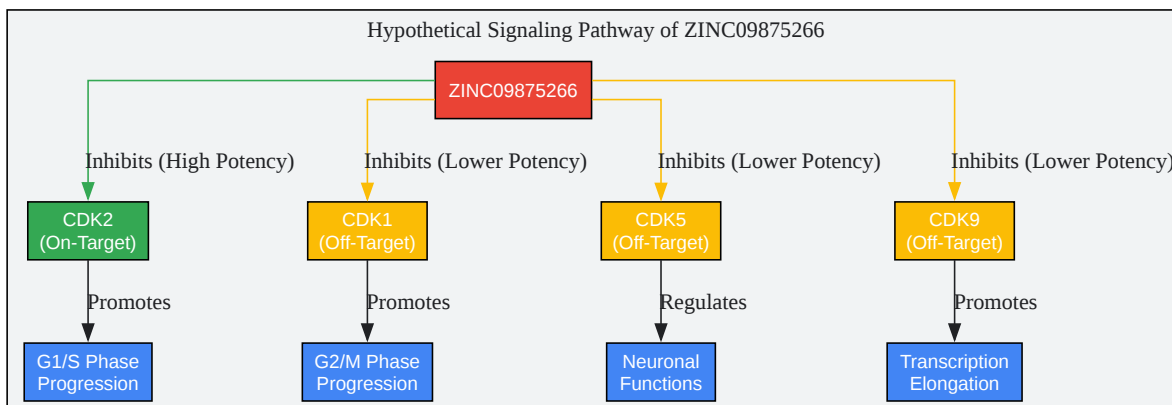 Hypothetical Signaling Pathway of ZINC09875266
ZINC09875266
Inhibits (High Potency)
Inhibits (Lower Potency)
Inhibits (Lower Potency)
Inhibits (Lower Potency)
CDK2
(On-Target)
CDK1
(Off-Target)
CDK5
(Off-Target)
CDK9
(Off-Target)
Promotes
Promotes
Regulates
Promotes
G1/S Phase
Progression
G2/M Phase
Progression
Neuronal
Functions
Transcription
Elongation